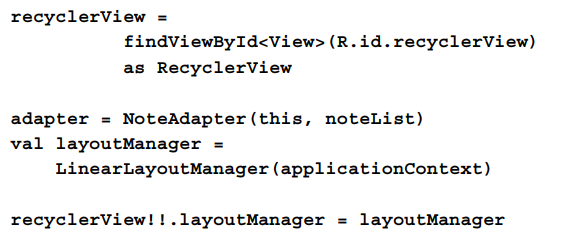 recyclerView =
findViewById<View>(R.id.recyclerView)
as RecyclerView
adapter = NoteAdapter(this, noteList)
val layoutManager =
LinearLayoutManager(applicationContext)
recyclerView!!.layoutManager = layoutManager